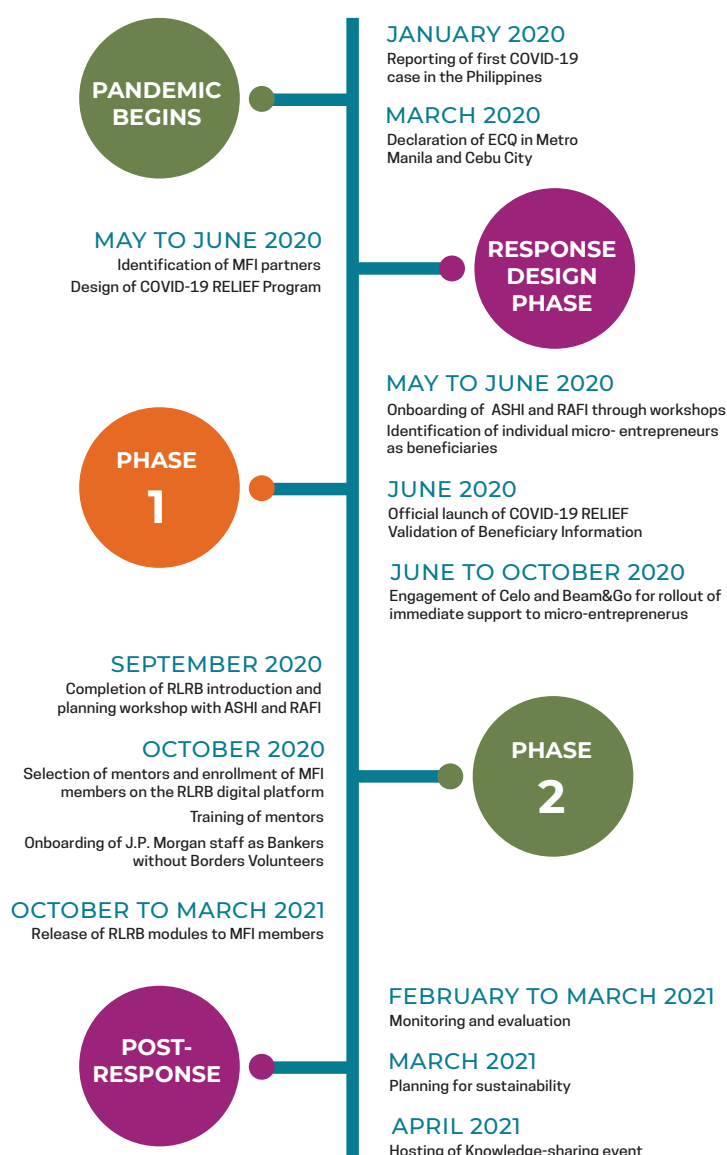 PANDEMIC
BEGINS
JANUARY 2020
Reporting of first COVID-19
case in the Philippines
MARCH 2020
Declaration of ECQ in Metro
Manila and Cebu City
RESPONSE
DESIGN
PHASE
MAY TO JUNE 2020
Identification of MFI partners
Design of COVID-19 RELIEF Program
PHASE
1
MAY TO JUNE 2020
Onboarding of ASHI and RAFI through workshops
Identification of individual micro- entrepreneurs
as beneficiaries
JUNE 2020
Official launch of COVID-19 RELIEF
Validation of Beneficiary Information
JUNE TO OCTOBER 2020
Engagement of Celo and Beam&Go for rollout of
immediate support to micro-entreprenerus
PHASE
2
SEPTEMBER 2020
Completion of RLRB introduction and
planning workshop with ASHI and RAFI
OCTOBER 2020
Selection of mentors and enrollment of MFI
members on the RLRB digital platform
Training of mentors
Onboarding of J.P. Morgan staff as Bankers
without Borders Volunteers
OCTOBER TO MARCH 2021
Release of RLRB modules to MFI members
POST-
RESPONSE
FEBRUARY TO MARCH 2021
Monitoring and evaluation
MARCH 2021
Planning for sustainability
APRIL 2021
Hosting of Knowledge-sharing event